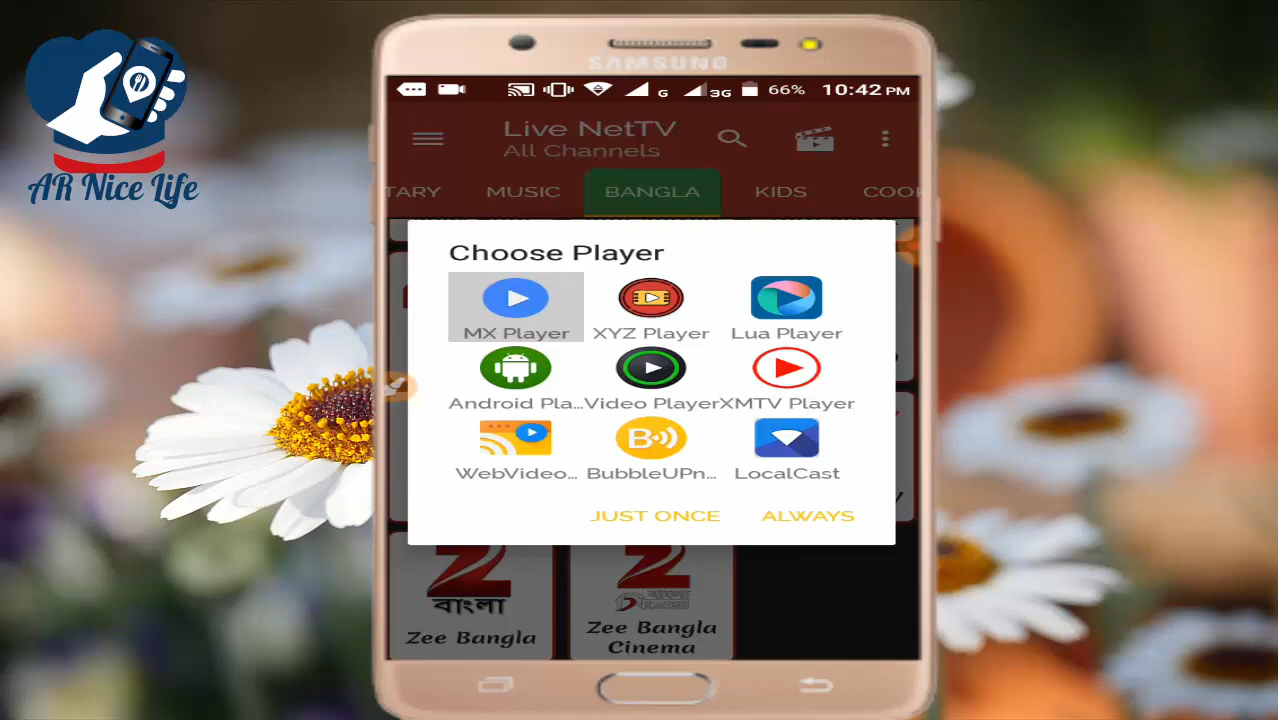 AR Nice Life
SAMSUNG
G 3G 66% 10:42 PM
Live NetTV
All Channels
TARY MUSIC BANGLA KIDS COOK
Choose Player
MX Player XYZ Player Lua Player
Android Pla... Video Player XMTV Player
WebVideo... BubbleUPn... LocalCast
JUST ONCE ALWAYS
বাংলা
Zee Bangla
বাংলা
Zee Bangla
Cinema